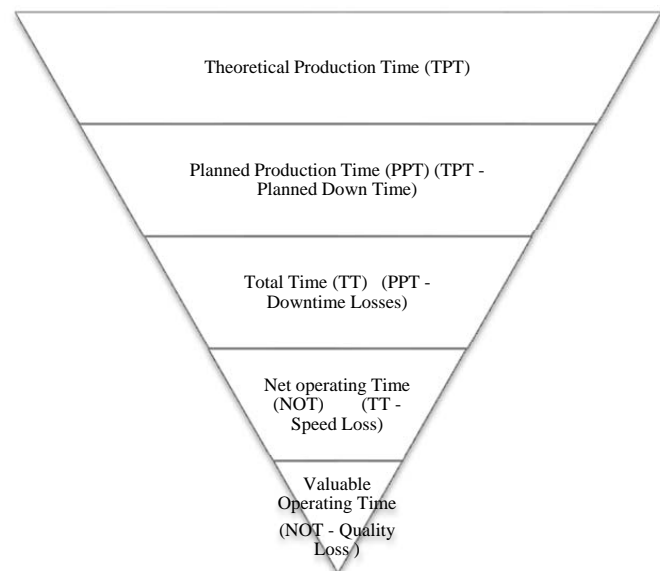 Theoretical Production Time (TPT)
Planned Production Time (PPT) (TPT -
Planned Down Time)
Total Time (TT) (PPT -
Downtime Losses)
Net operating Time
(NOT) (TT -
Speed Loss)
Valuable
Operating Time
(NOT - Quality
Loss )